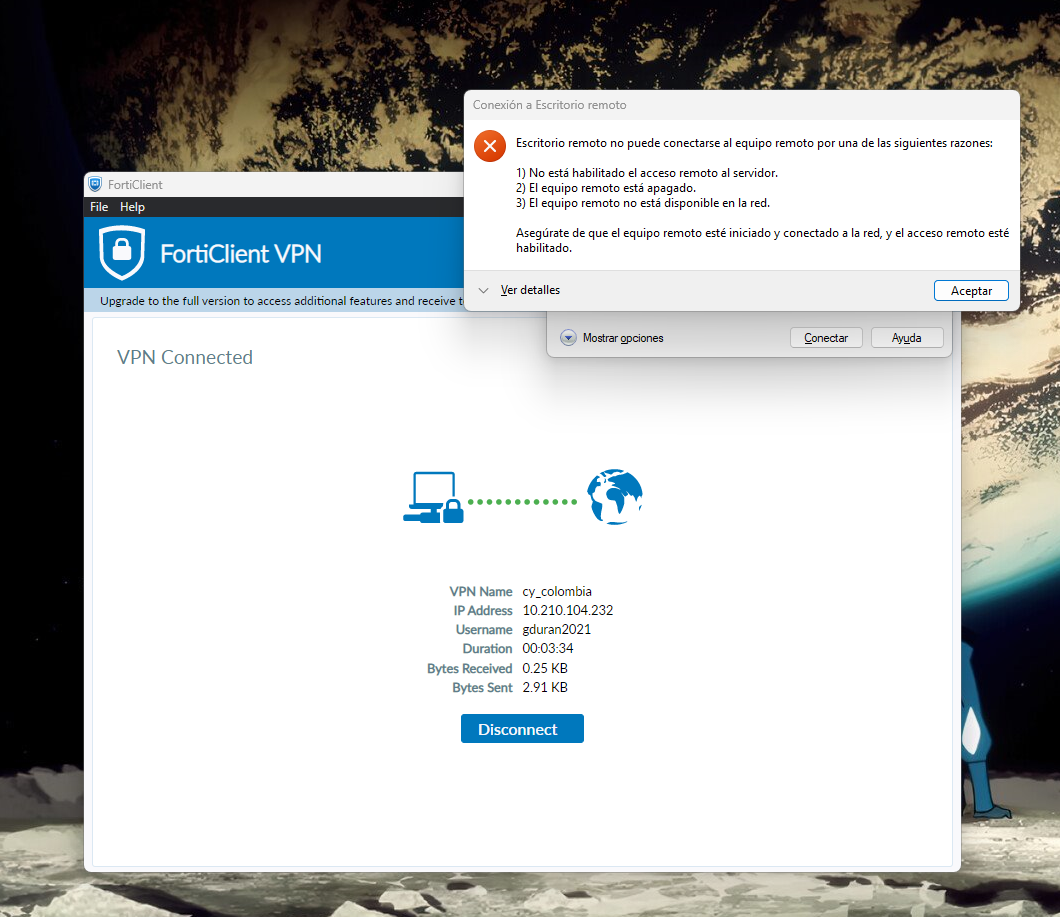 Conexión a Escritorio remoto
Escritorio remoto no puede conectarse al equipo remoto por una de las siguientes razones:
1) No está habilitado el acceso remoto al servidor.
2) El equipo remoto está apagado.
3) El equipo remoto no está disponible en la red.
Asegúrate de que el equipo remoto esté iniciado y conectado a la red, y el acceso remoto esté
habilitado.
Ver detalles
Aceptar
Mostrar opciones
Conectar
Ayuda
FortiClient
File Help
FortiClient VPN
Upgrade to the full version to access additional features and receive
VPN Connected
VPN Name cy_colombia
IP Address 10.210.104.232
Username gduran2021
Duration 00:03:34
Bytes Received 0.25 KB
Bytes Sent 2.91 KB
Disconnect